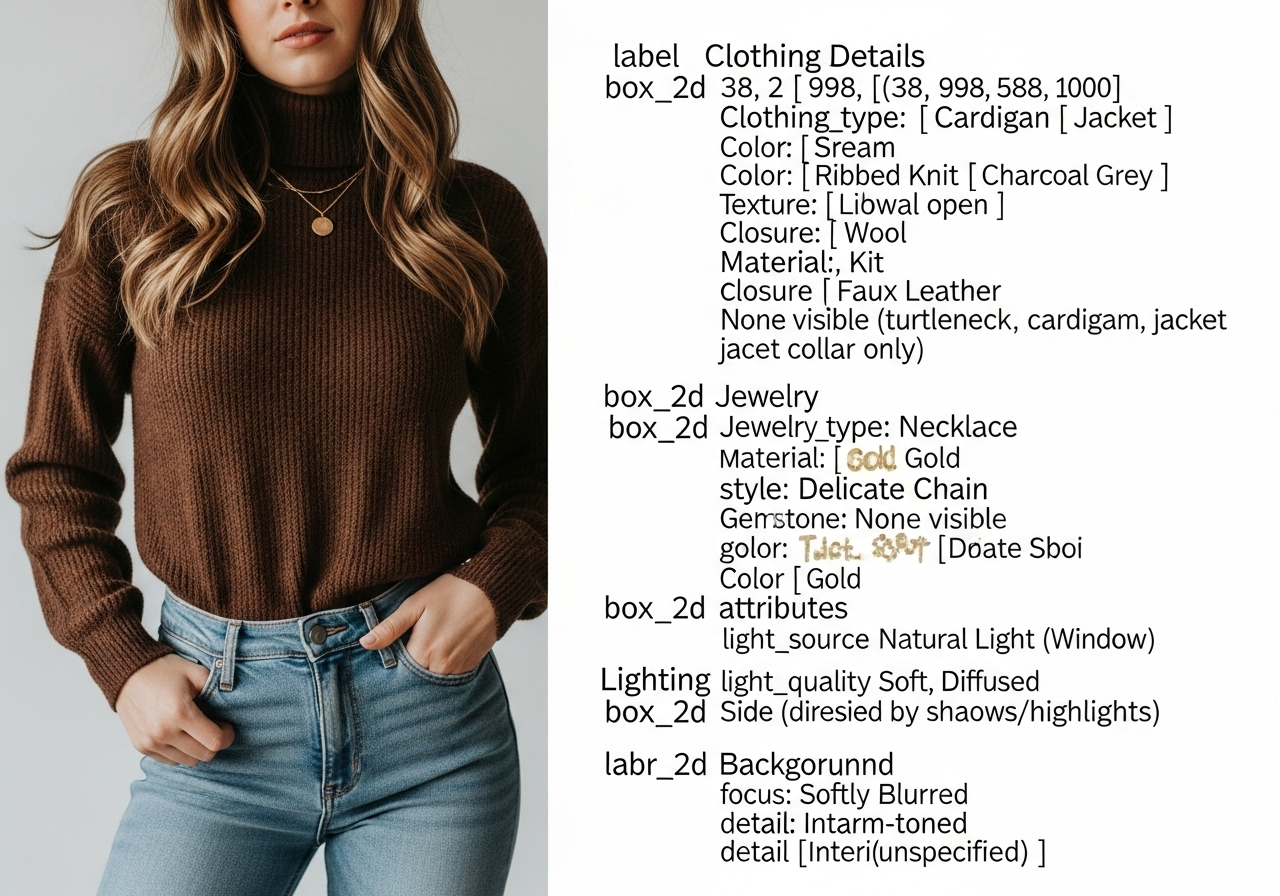 label Clothing Details
box_2d 38, 2 [ 998, [(38, 998, 588, 1000]
Clothing_type: [ Cardigan [ Jacket ]
Color: [ Sream
Color: [ Ribbed Knit [ Charcoal Grey ]
Texture: [ Libwal open ]
Closure: [ Wool
Material:, Kit
Closure [ Faux Leather
None visible (turtleneck, cardigam, jacket
jacet collar only)
box_2d Jewelry
box_2d Jewelry_type: Necklace
Material: [ Gold Gold
style: Delicate Chain
Gemstone: None visible
golor: [Doate Sboi
Color [ Gold
box_2d attributes
light_source Natural Light (Window)
Lighting light_quality Soft, Diffused
box_2d Side (diresied by shaows/highlights)
labr_2d Backgorunnd
focus: Softly Blurred
detail: Intarm-toned
detail [Interi(unspecified) ]